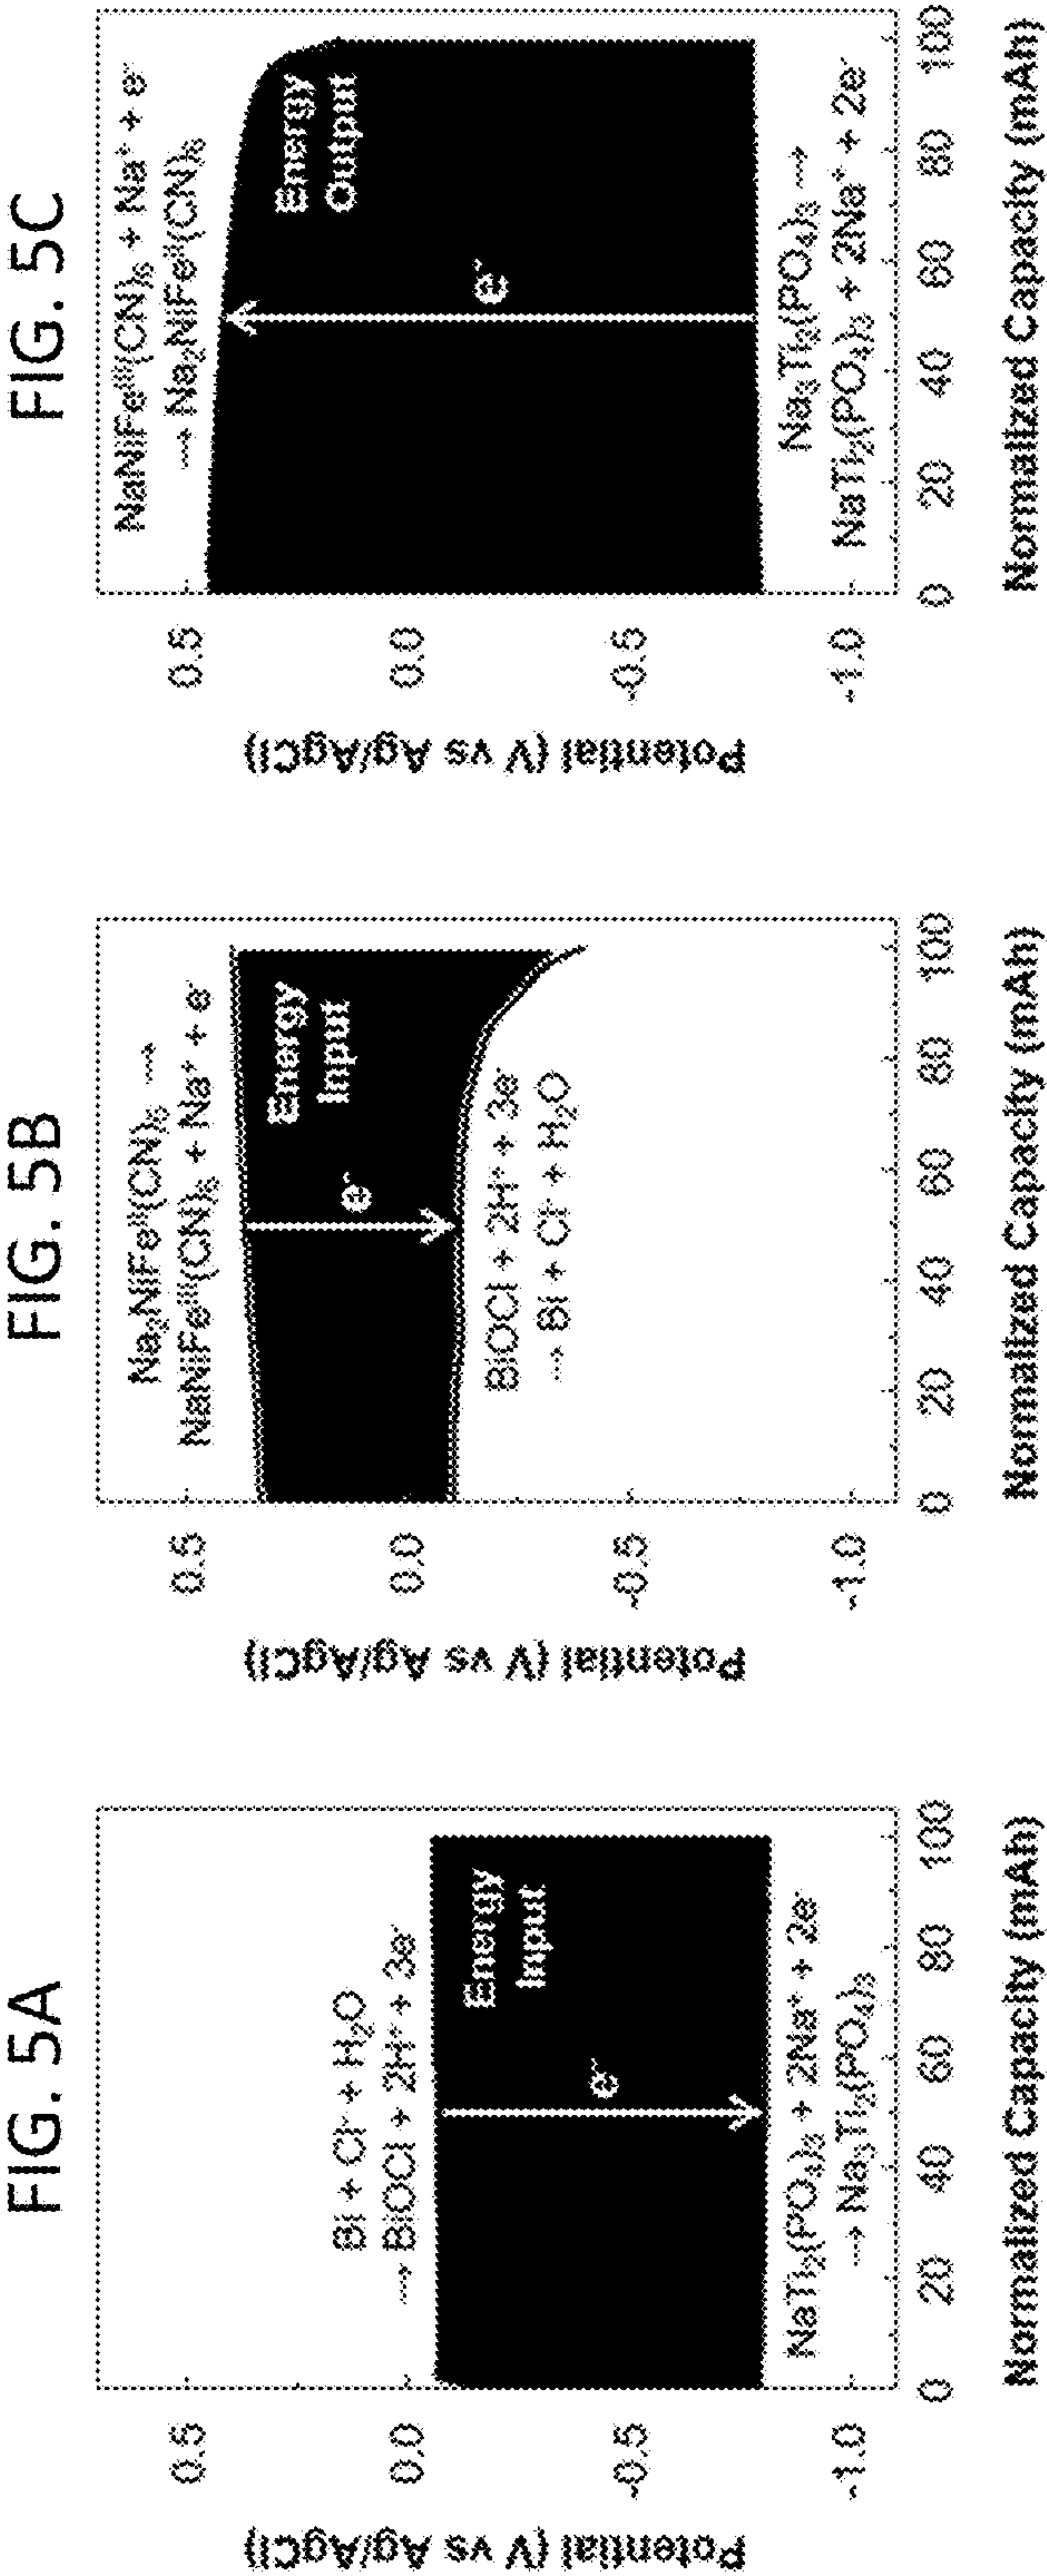 FIG. 5A
Potential (V vs Ag/AgCl)
0.5
0.0
-0.5
-1.0
Bi + Cl⁻ + H₂O
→ BiOCl + 2H⁺ + 3e⁻
Energy
Input
e⁻
NaTi₂(PO₄)₃ + 2Na⁺ + 2e⁻
→ Na₃Ti₂(PO₄)₃
0 20 40 60 80 100
Normalized Capacity (mAh)
FIG. 5B
Potential (V vs Ag/AgCl)
0.5
0.0
-0.5
-1.0
Na₂NiFeᴵᴵ(CN)₆ →
NaNiFeᴵᴵᴵ(CN)₆ + Na⁺ + e⁻
Energy
Input
e⁻
BiOCl + 2H⁺ + 3e⁻
→ Bi + Cl⁻ + H₂O
0 20 40 60 80 100
Normalized Capacity (mAh)
FIG. 5C
Potential (V vs Ag/AgCl)
0.5
0.0
-0.5
-1.0
NaNiFeᴵᴵᴵ(CN)₆ + Na⁺ + e⁻
→ Na₂NiFeᴵᴵ(CN)₆
Energy
Output
e⁻
Na₃Ti₂(PO₄)₃ →
NaTi₂(PO₄)₃ + 2Na⁺ + 2e⁻
0 20 40 60 80 100
Normalized Capacity (mAh)